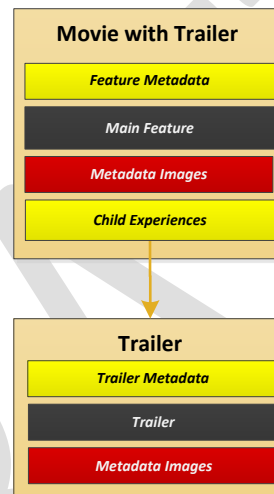 Movie with Trailer
Feature Metadata
Main Feature
Metadata Images
Child Experiences
Trailer
Trailer Metadata
Trailer
Metadata Images